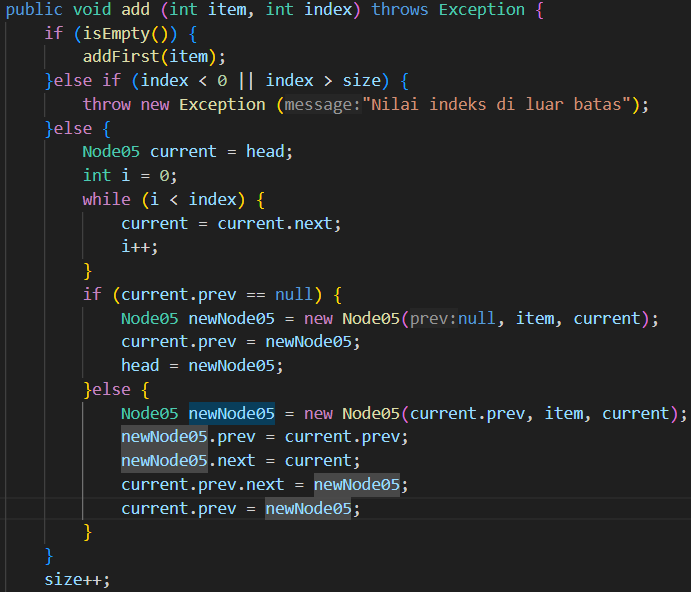 public void add (int item, int index) throws Exception {
    if (isEmpty()) {
        addFirst(item);
    }else if (index < 0 || index > size) {
        throw new Exception (message:"Nilai indeks di luar batas");
    }else {
        Node05 current = head;
        int i = 0;
        while (i < index) {
            current = current.next;
            i++;
        }
        if (current.prev == null) {
            Node05 newNode05 = new Node05(prev:null, item, current);
            current.prev = newNode05;
            head = newNode05;
        }else {
            Node05 newNode05 = new Node05(current.prev, item, current);
            newNode05.prev = current.prev;
            newNode05.next = current;
            current.prev.next = newNode05;
            current.prev = newNode05;
        }
    }
    size++;